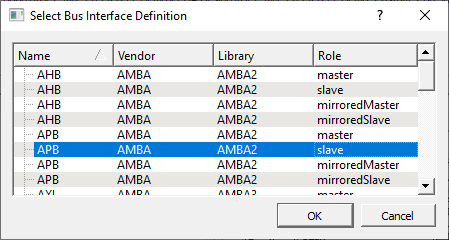 Select Bus Interface Definition
Name Vendor Library Role
AHB AMBA AMBA2 master
AHB AMBA AMBA2 slave
AHB AMBA AMBA2 mirroredMaster
AHB AMBA AMBA2 mirroredSlave
APB AMBA AMBA2 master
APB AMBA AMBA2 slave
APB AMBA AMBA2 mirroredMaster
APB AMBA AMBA2 mirroredSlave
AXI AMBA AMBA3 master
OK Cancel